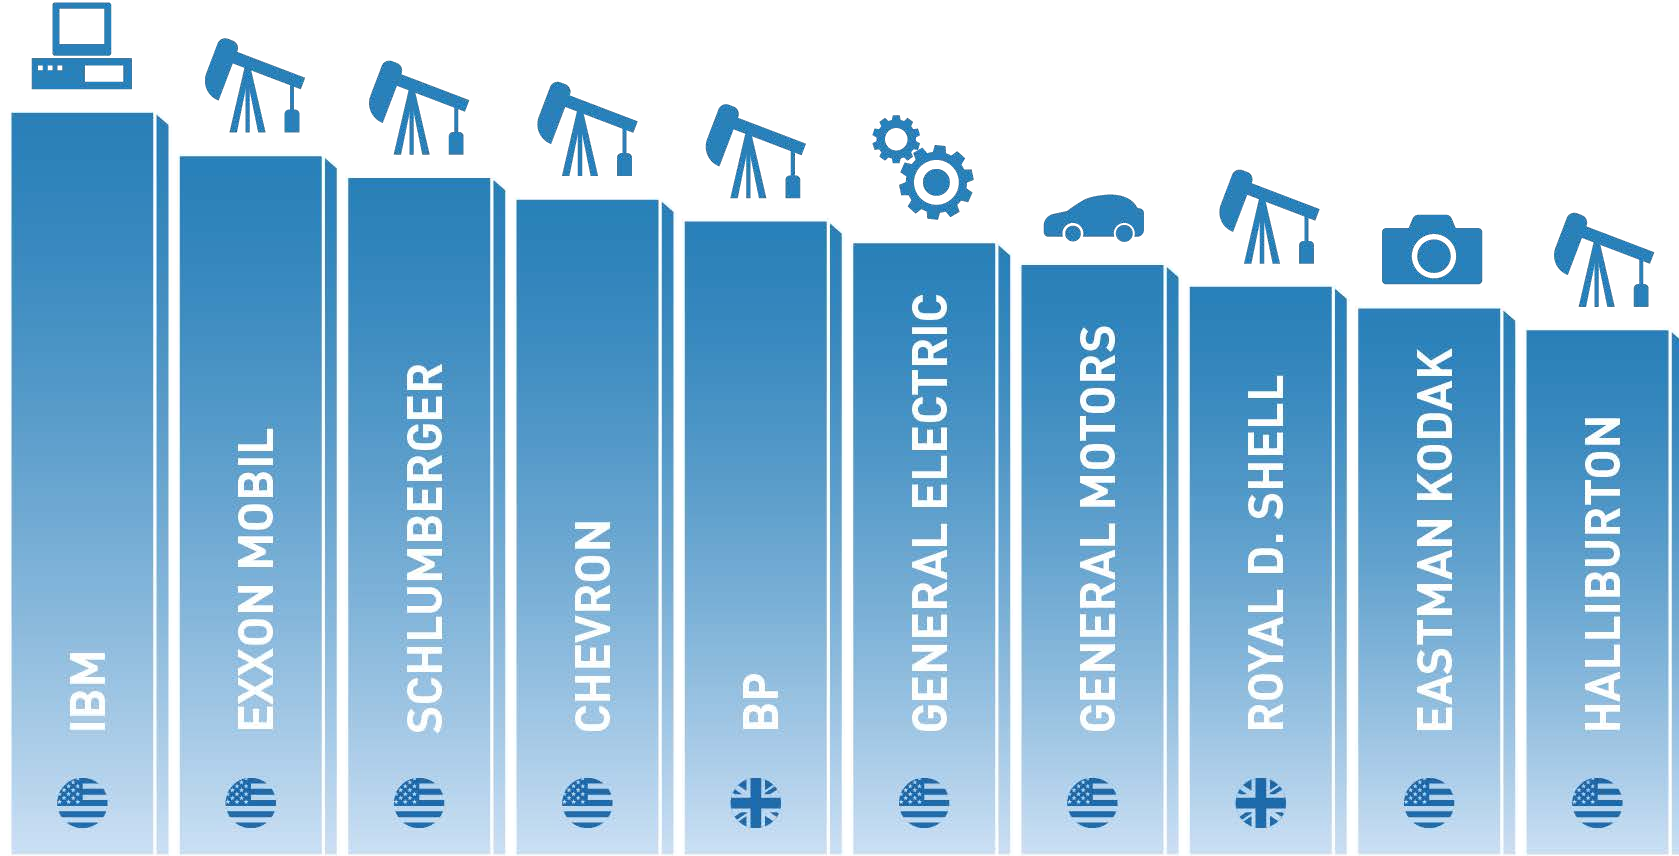 IBM
EXXON MOBIL
SCHLUMBERGER
CHEVRON
BP
GENERAL ELECTRIC
GENERAL MOTORS
ROYAL D. SHELL
EASTMAN KODAK
HALLIBURTON